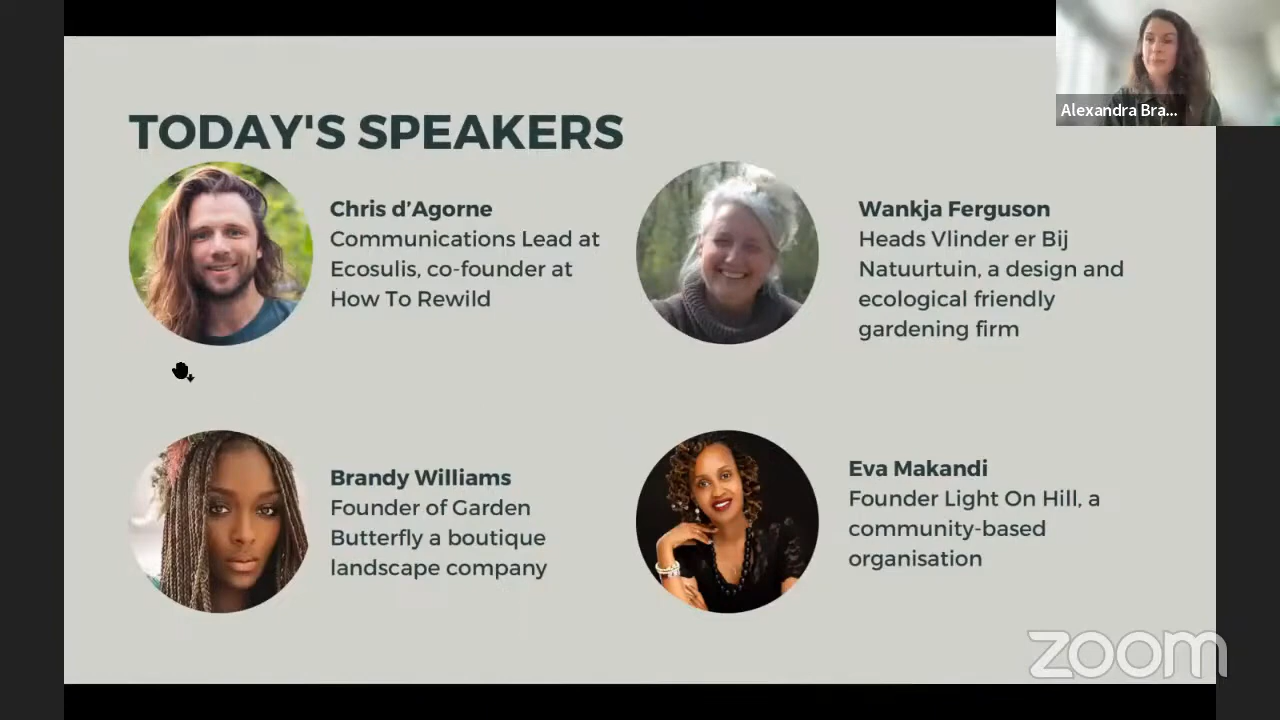 TODAY'S SPEAKERS
Alexandra Bra...
Chris d’Agorne
Communications Lead at
Ecosulis, co-founder at
How To Rewild
Wankja Ferguson
Heads Vlinder er Bij
Natuurtuin, a design and
ecological friendly
gardening firm
Brandy Williams
Founder of Garden
Butterfly a boutique
landscape company
Eva Makandi
Founder Light On Hill, a
community-based
organisation
zoom